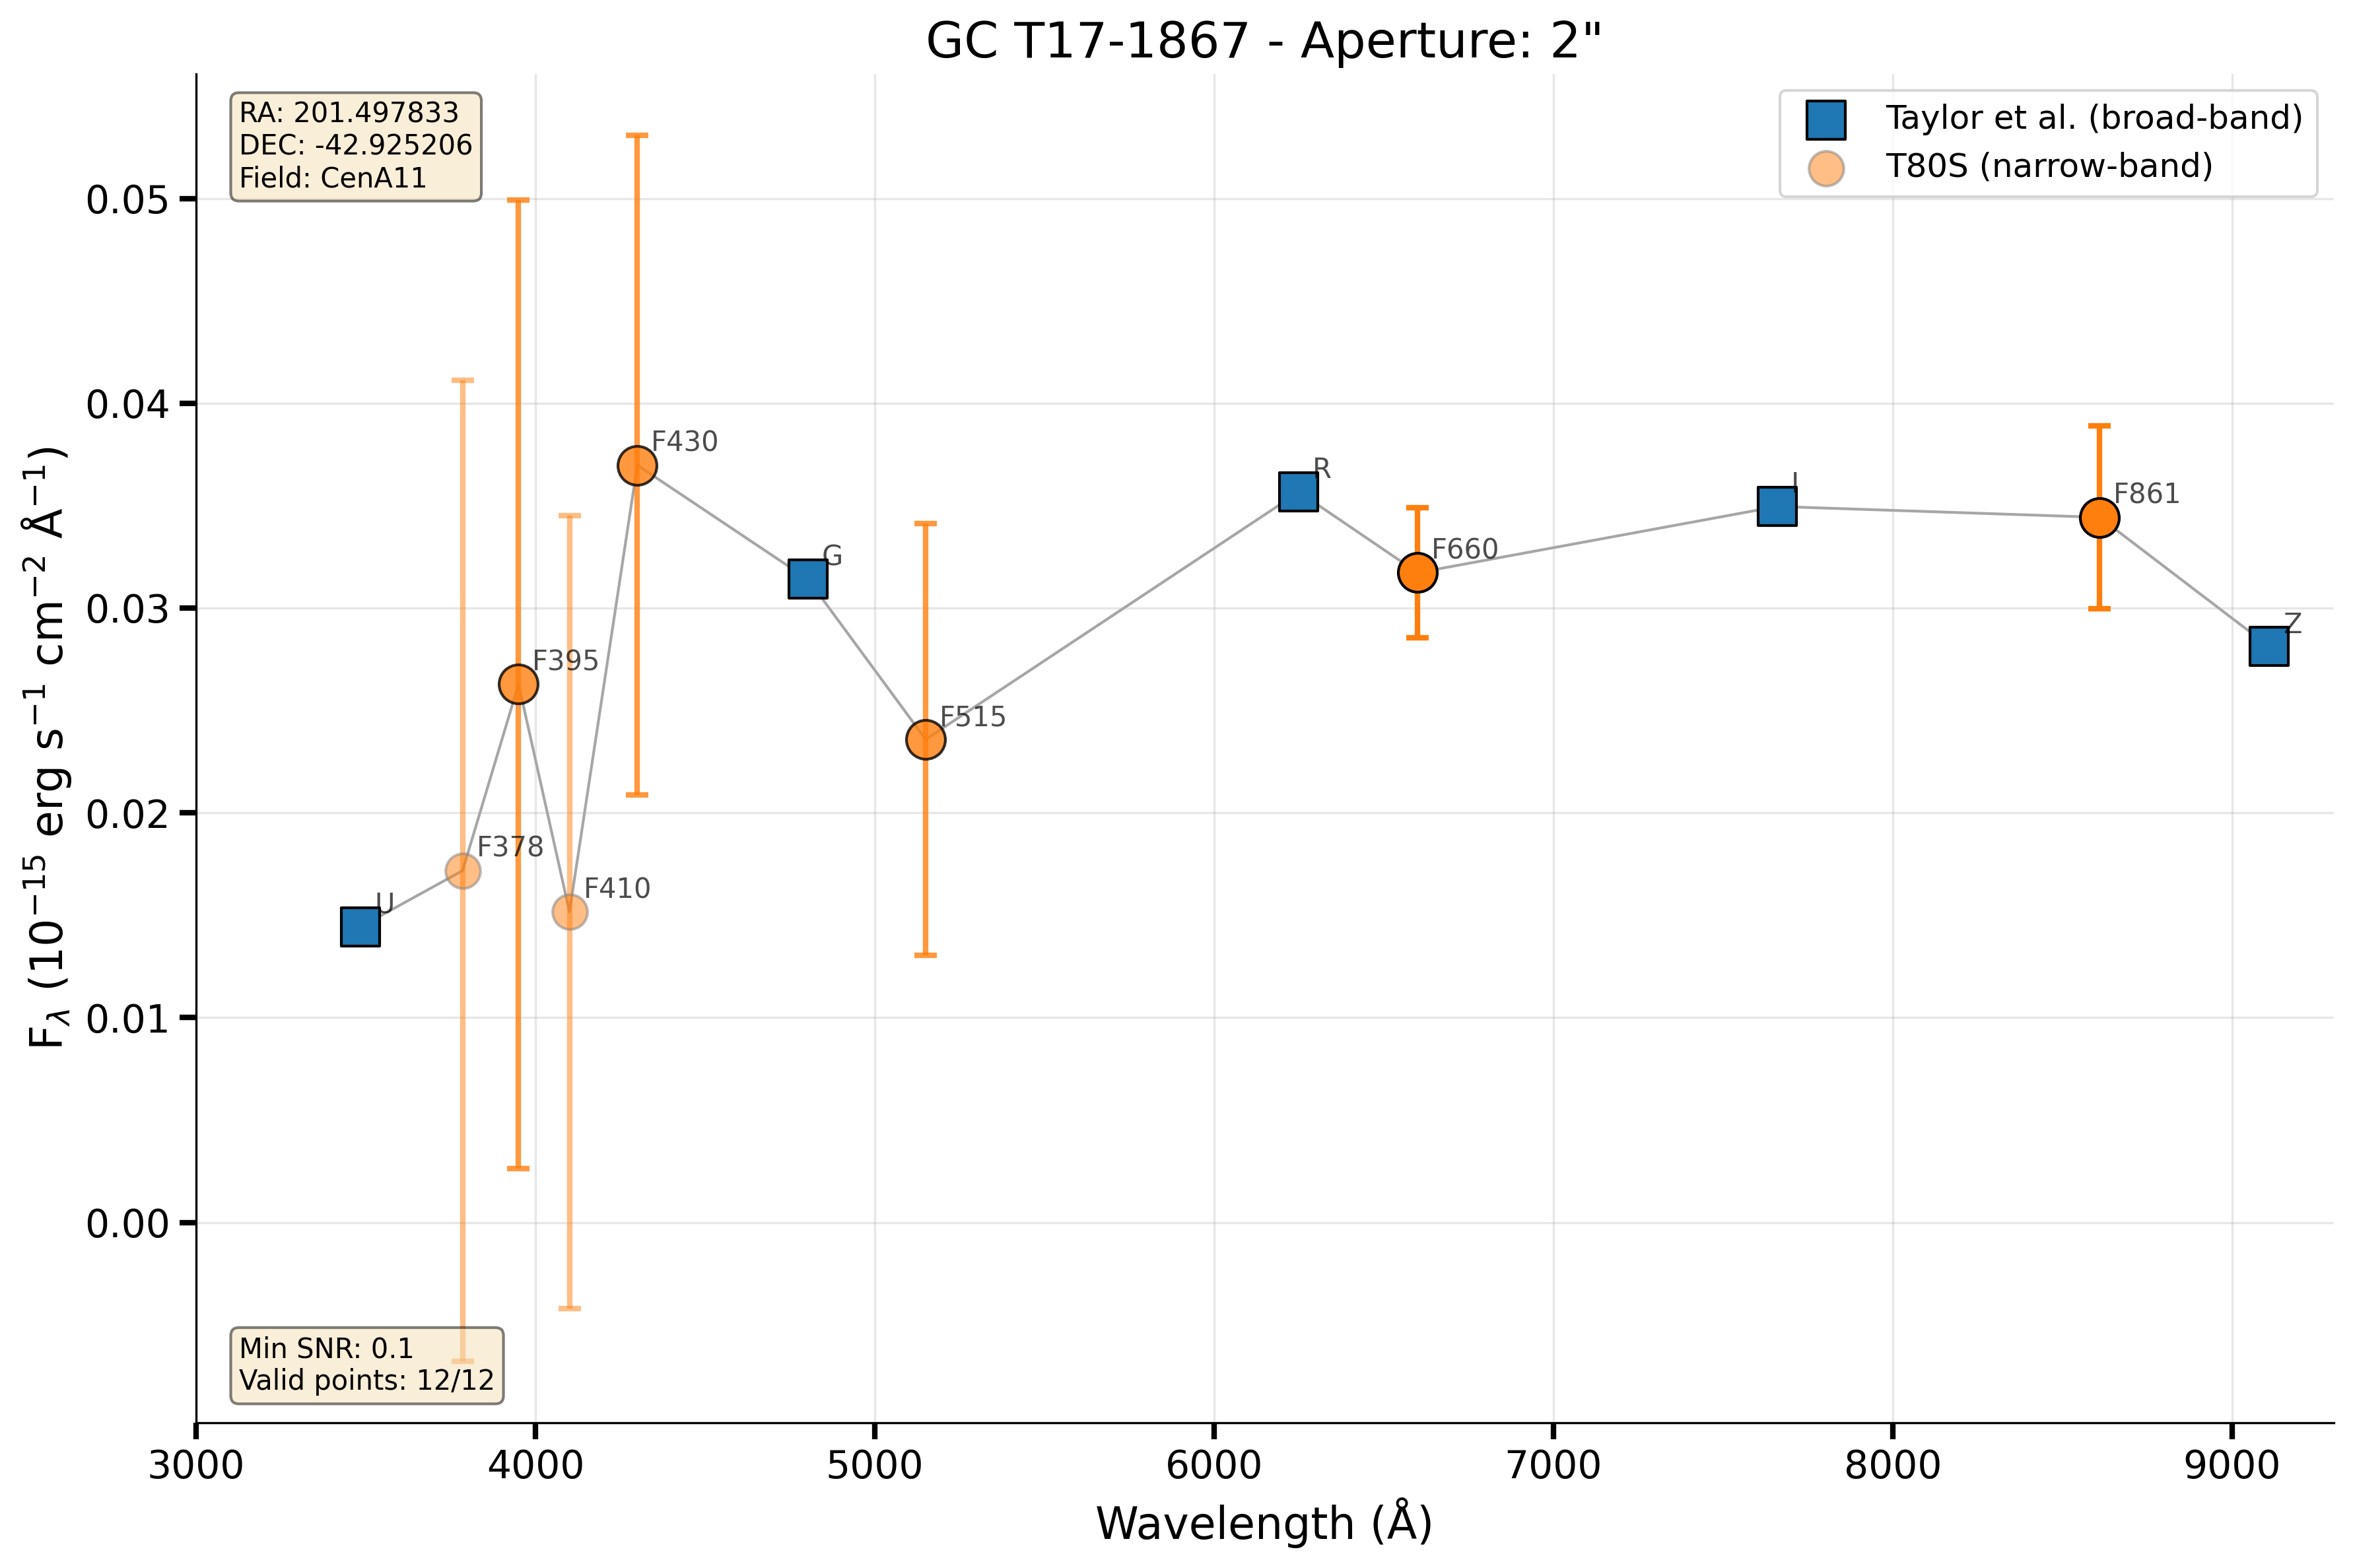 GC T17-1867 - Aperture: 2"
RA: 201.497833
DEC: -42.925206
Field: CenA11
Taylor et al. (broad-band)
T80S (narrow-band)
0.05
0.04
0.03
0.02
0.01
0.00
F_λ (10⁻¹⁵ erg s⁻¹ cm⁻² Å⁻¹)
U
F378
F395
F410
F430
G
F515
R
F660
I
F861
Z
Min SNR: 0.1
Valid points: 12/12
3000 4000 5000 6000 7000 8000 9000
Wavelength (Å)